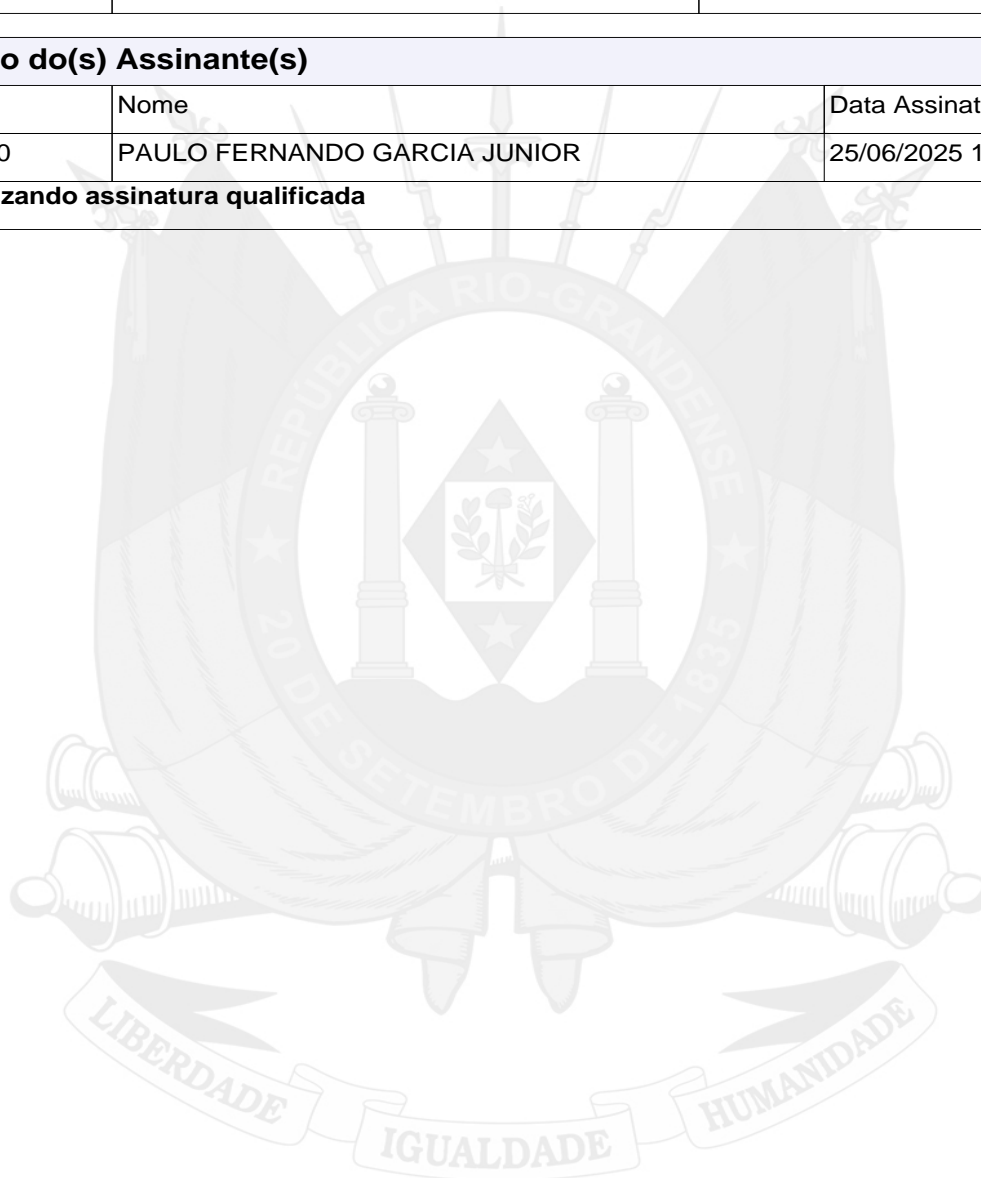 o do(s) Assinante(s)
Nome Data Assinat
0 PAULO FERNANDO GARCIA JUNIOR 25/06/2025 1
zando assinatura qualificada
REPÚBLICA RIO-GRANDENSE
20 DE SETEMBRO DE 1835
LIBERDADE IGUALDADE HUMANIDADE